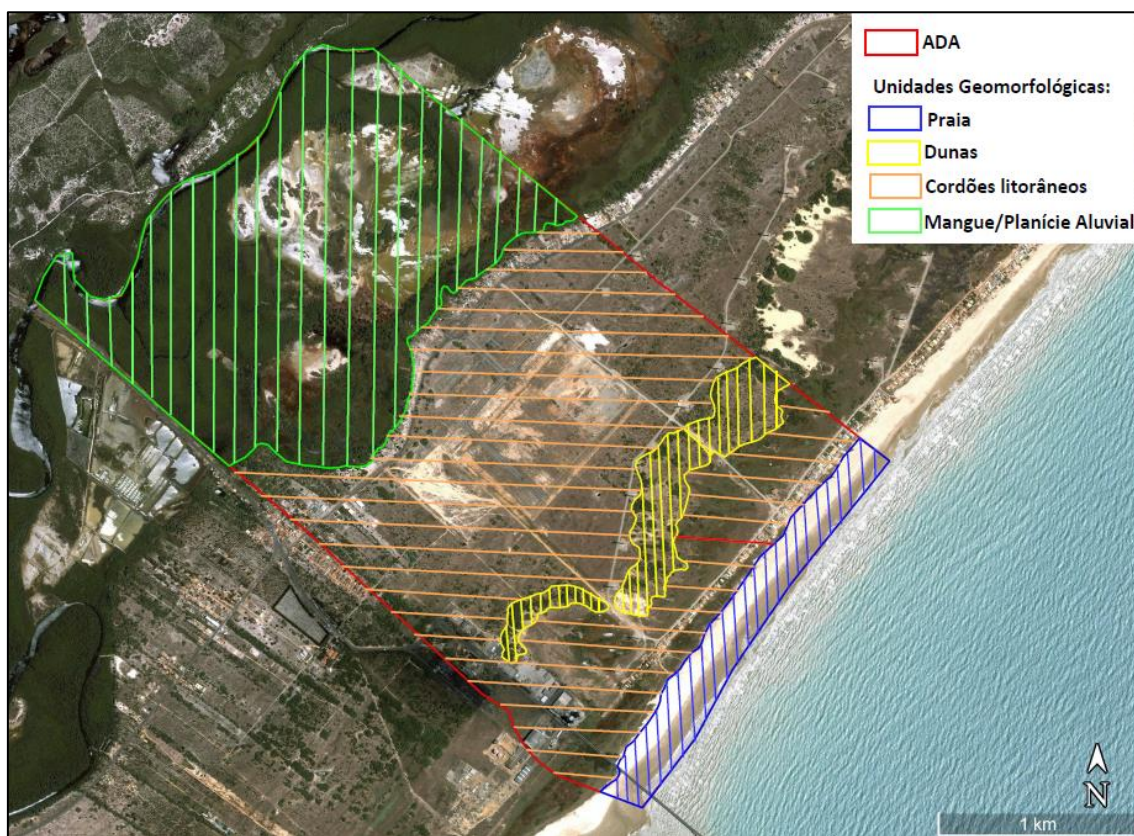 ADA
Unidades Geomorfológicas:
Praia
Dunas
Cordões litorâneos
Mangue/Planície Aluvial
N
1 km